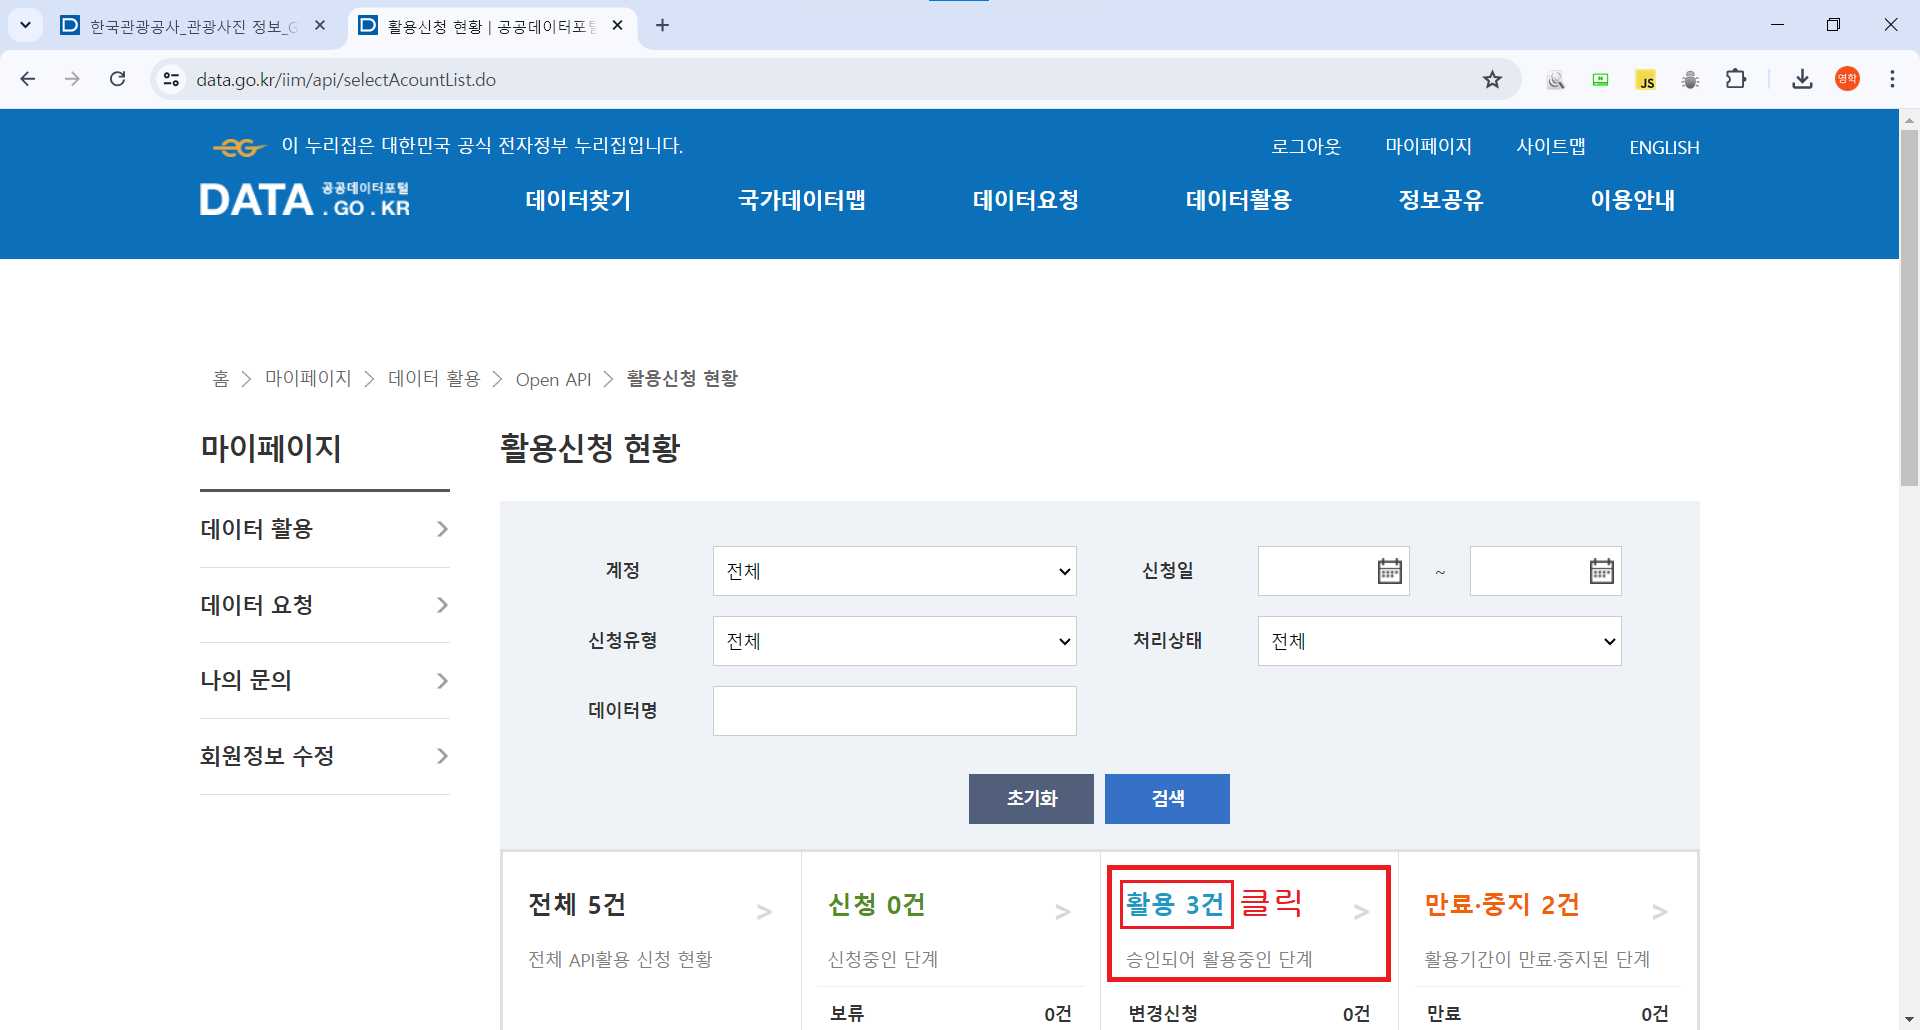 한국관광공사_관광사진 정보_G
활용신청 현황 | 공공데이터포털
data.go.kr/iim/api/selectAcountList.do
JS
영학
이 누리집은 대한민국 공식 전자정부 누리집입니다.
로그아웃 마이페이지 사이트맵 ENGLISH
DATA.GO.KR 공공데이터포털
데이터찾기 국가데이터맵 데이터요청 데이터활용 정보공유 이용안내
홈 > 마이페이지 > 데이터 활용 > Open API > 활용신청 현황
마이페이지
데이터 활용
데이터 요청
나의 문의
회원정보 수정
활용신청 현황
계정 전체 신청일 ~
신청유형 전체 처리상태 전체
데이터명
초기화 검색
전체 5건 >
전체 API활용 신청 현황
신청 0건 >
신청중인 단계
보류 0건
활용 3건 클릭 >
승인되어 활용중인 단계
변경신청 0건
만료·중지 2건 >
활용기간이 만료·중지된 단계
만료 0건